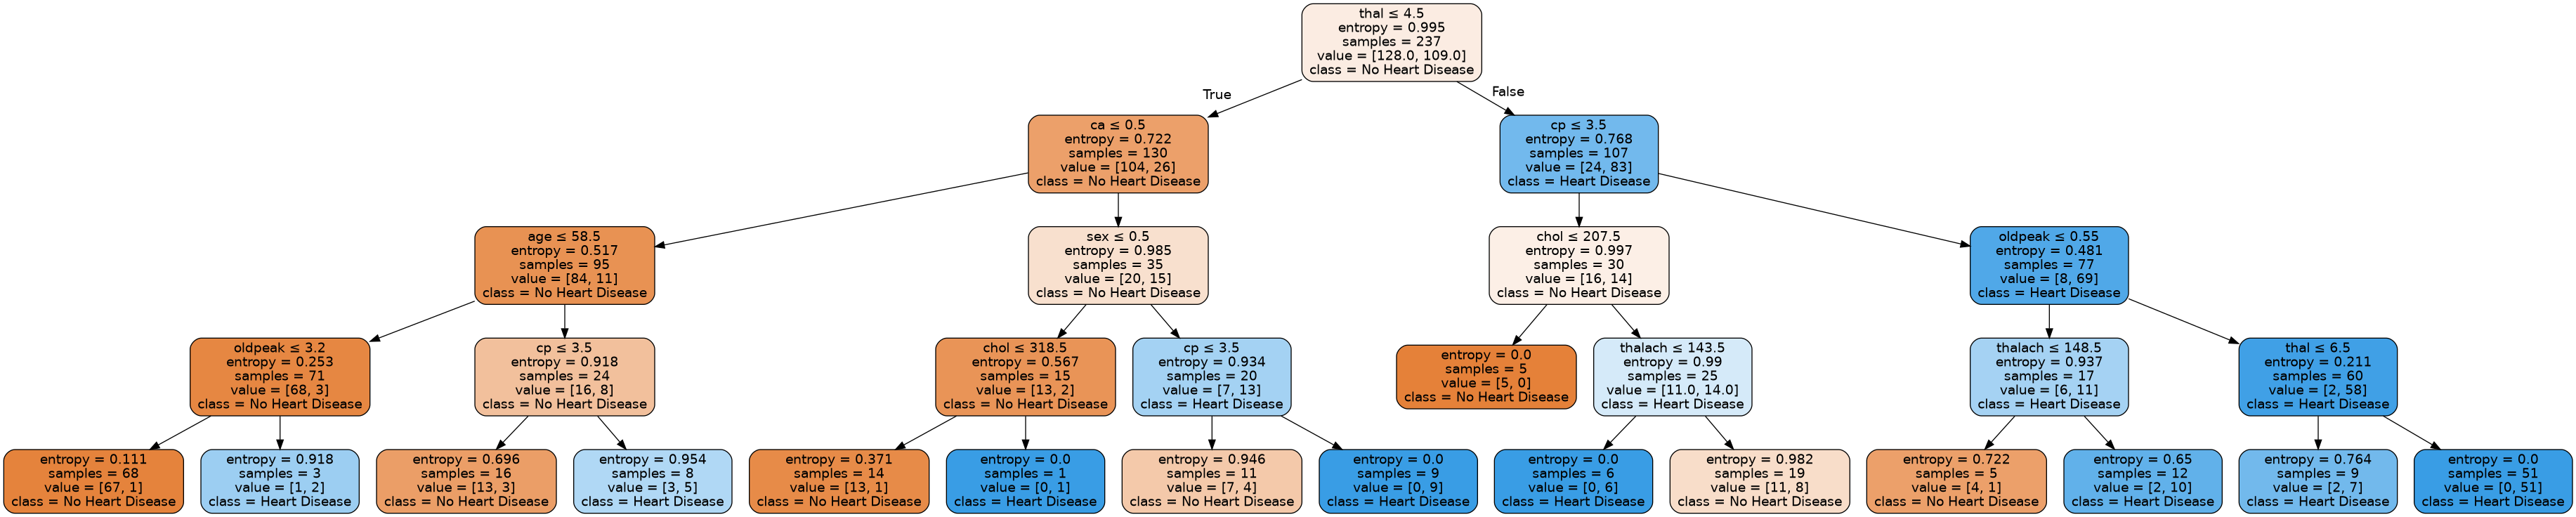 thal ≤ 4.5
entropy = 0.995
samples = 237
value = [128.0, 109.0]
class = No Heart Disease
True
False
ca ≤ 0.5
entropy = 0.722
samples = 130
value = [104, 26]
class = No Heart Disease
cp ≤ 3.5
entropy = 0.768
samples = 107
value = [24, 83]
class = Heart Disease
age ≤ 58.5
entropy = 0.517
samples = 95
value = [84, 11]
class = No Heart Disease
sex ≤ 0.5
entropy = 0.985
samples = 35
value = [20, 15]
class = No Heart Disease
chol ≤ 207.5
entropy = 0.997
samples = 30
value = [16, 14]
class = No Heart Disease
oldpeak ≤ 0.55
entropy = 0.481
samples = 77
value = [8, 69]
class = Heart Disease
oldpeak ≤ 3.2
entropy = 0.253
samples = 71
value = [68, 3]
class = No Heart Disease
cp ≤ 3.5
entropy = 0.918
samples = 24
value = [16, 8]
class = No Heart Disease
chol ≤ 318.5
entropy = 0.567
samples = 15
value = [13, 2]
class = No Heart Disease
cp ≤ 3.5
entropy = 0.934
samples = 20
value = [7, 13]
class = Heart Disease
entropy = 0.0
samples = 5
value = [5, 0]
class = No Heart Disease
thalach ≤ 143.5
entropy = 0.99
samples = 25
value = [11.0, 14.0]
class = Heart Disease
thalach ≤ 148.5
entropy = 0.937
samples = 17
value = [6, 11]
class = Heart Disease
thal ≤ 6.5
entropy = 0.211
samples = 60
value = [2, 58]
class = Heart Disease
entropy = 0.111
samples = 68
value = [67, 1]
class = No Heart Disease
entropy = 0.918
samples = 3
value = [1, 2]
class = Heart Disease
entropy = 0.696
samples = 16
value = [13, 3]
class = No Heart Disease
entropy = 0.954
samples = 8
value = [3, 5]
class = Heart Disease
entropy = 0.371
samples = 14
value = [13, 1]
class = No Heart Disease
entropy = 0.0
samples = 1
value = [0, 1]
class = Heart Disease
entropy = 0.946
samples = 11
value = [7, 4]
class = No Heart Disease
entropy = 0.0
samples = 9
value = [0, 9]
class = Heart Disease
entropy = 0.0
samples = 6
value = [0, 6]
class = Heart Disease
entropy = 0.982
samples = 19
value = [11, 8]
class = No Heart Disease
entropy = 0.722
samples = 5
value = [4, 1]
class = No Heart Disease
entropy = 0.65
samples = 12
value = [2, 10]
class = Heart Disease
entropy = 0.764
samples = 9
value = [2, 7]
class = Heart Disease
entropy = 0.0
samples = 51
value = [0, 51]
class = Heart Disease